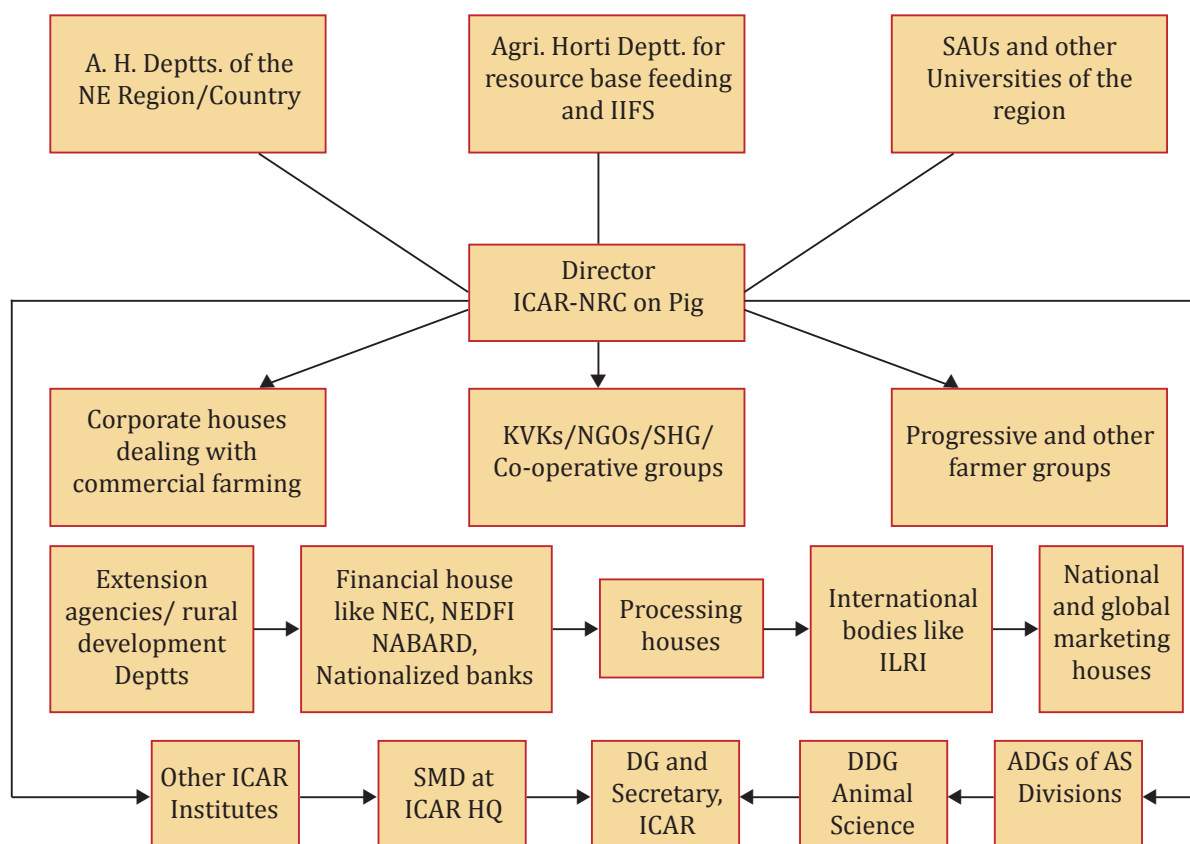 A. H. Deptts. of the
NE Region/Country
Agri. Horti Deptt. for
resource base feeding
and IIFS
SAUs and other
Universities of the
region
Director
ICAR-NRC on Pig
Corporate houses
dealing with
commercial farming
KVKs/NGOs/SHG/
Co-operative groups
Progressive and other
farmer groups
Extension
agencies/ rural
development
Deptts
Financial house
like NEC, NEDFI
NABARD,
Nationalized banks
Processing
houses
International
bodies like
ILRI
National
and global
marketing
houses
Other ICAR
Institutes
SMD at
ICAR HQ
DG and
Secretary,
ICAR
DDG
Animal
Science
ADGs of AS
Divisions